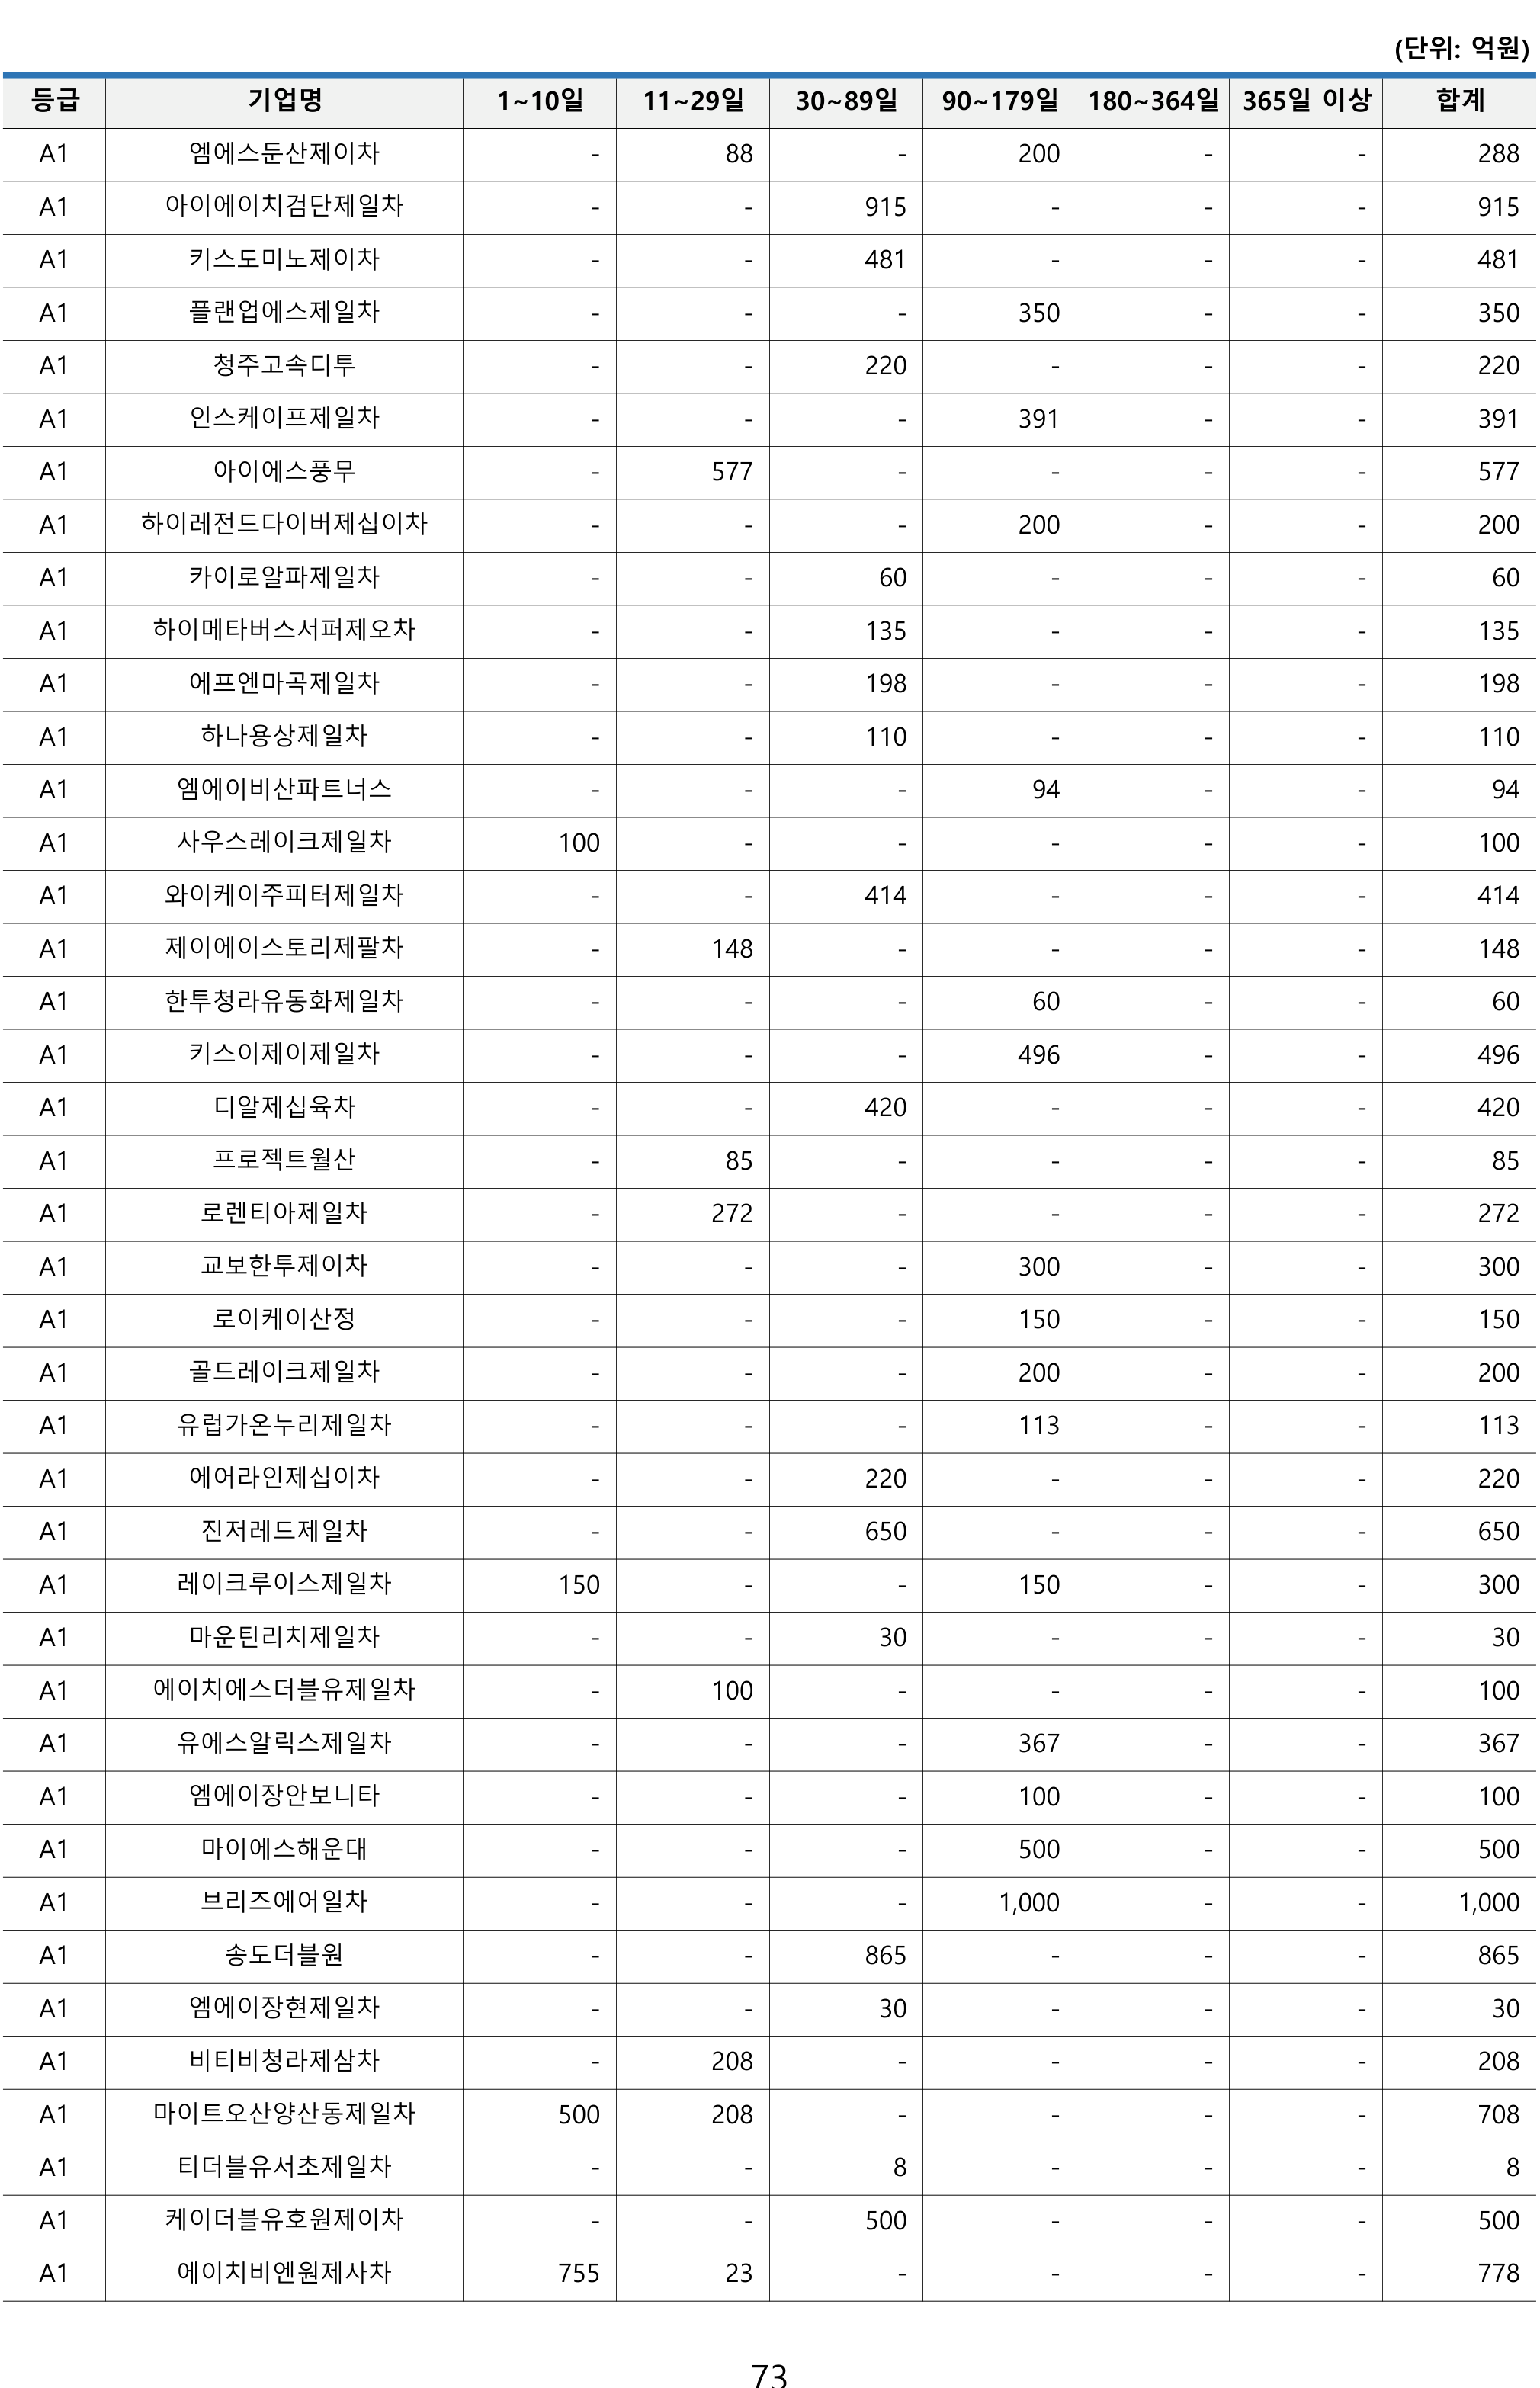 (단위: 억원)
등급 기업명 1~10일 11~29일 30~89일 90~179일 180~364일 365일 이상 합계
A1 엠에스둔산제이차 - 88 - 200 - - 288
A1 아이에이치검단제일차 - - 915 - - - 915
A1 키스도미노제이차 - - 481 - - - 481
A1 플랜업에스제일차 - - - 350 - - 350
A1 청주고속디투 - - 220 - - - 220
A1 인스케이프제일차 - - - 391 - - 391
A1 아이에스풍무 - 577 - - - - 577
A1 하이레전드다이버제십이차 - - - 200 - - 200
A1 카이로알파제일차 - - 60 - - - 60
A1 하이메타버스서퍼제오차 - - 135 - - - 135
A1 에프엔마곡제일차 - - 198 - - - 198
A1 하나용상제일차 - - 110 - - - 110
A1 엠에이비산파트너스 - - - 94 - - 94
A1 사우스레이크제일차 100 - - - - - 100
A1 와이케이주피터제일차 - - 414 - - - 414
A1 제이에이스토리제팔차 - 148 - - - - 148
A1 한투청라유동화제일차 - - - 60 - - 60
A1 키스이제이제일차 - - - 496 - - 496
A1 디알제십육차 - - 420 - - - 420
A1 프로젝트월산 - 85 - - - - 85
A1 로렌티아제일차 - 272 - - - - 272
A1 교보한투제이차 - - - 300 - - 300
A1 로이케이산정 - - - 150 - - 150
A1 골드레이크제일차 - - - 200 - - 200
A1 유럽가온누리제일차 - - - 113 - - 113
A1 에어라인제십이차 - - 220 - - - 220
A1 진저레드제일차 - - 650 - - - 650
A1 레이크루이스제일차 150 - - 150 - - 300
A1 마운틴리치제일차 - - 30 - - - 30
A1 에이치에스더블유제일차 - 100 - - - - 100
A1 유에스알릭스제일차 - - - 367 - - 367
A1 엠에이장안보니타 - - - 100 - - 100
A1 마이에스해운대 - - - 500 - - 500
A1 브리즈에어일차 - - - 1,000 - - 1,000
A1 송도더블원 - - 865 - - - 865
A1 엠에이장현제일차 - - 30 - - - 30
A1 비티비청라제삼차 - 208 - - - - 208
A1 마이트오산양산동제일차 500 208 - - - - 708
A1 티더블유서초제일차 - - 8 - - - 8
A1 케이더블유호원제이차 - - 500 - - - 500
A1 에이치비엔원제사차 755 23 - - - - 778
73